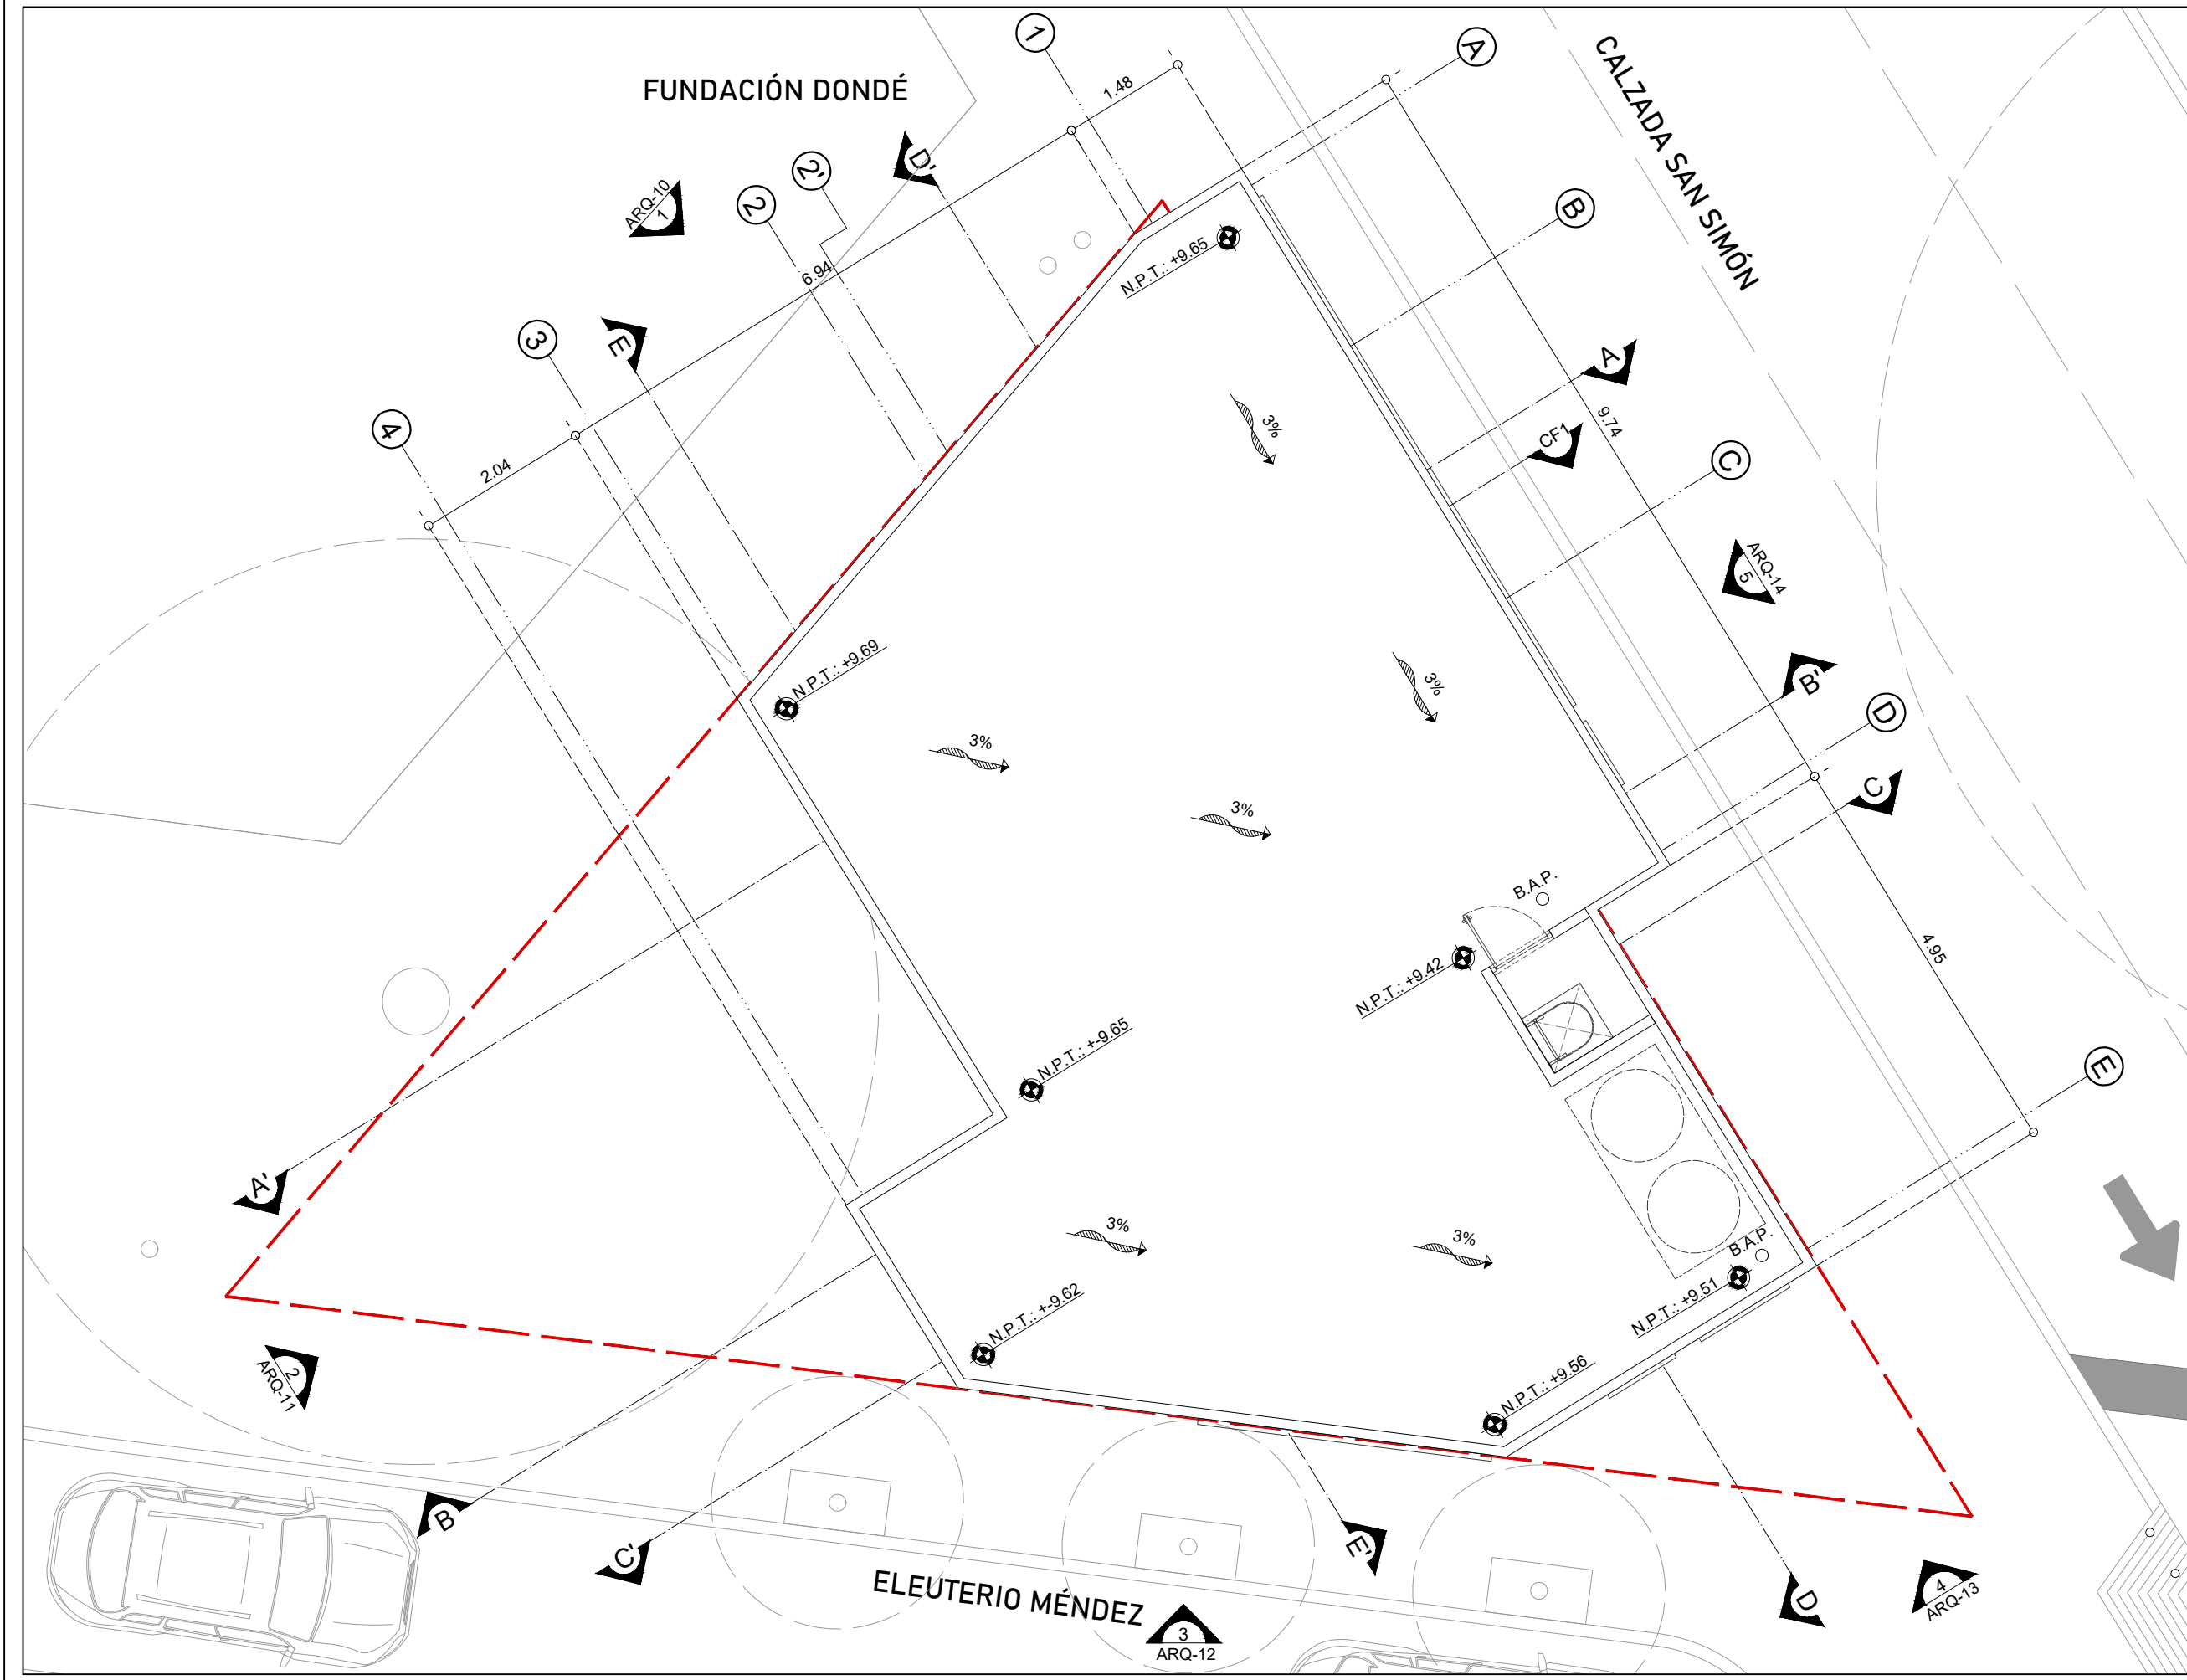 FUNDACIÓN DONDÉ
CALZADA SAN SIMÓN
ELEUTERIO MÉNDEZ
1
2'
2
3
4
A
B
C
D
E
1.48
6.94
2.04
9.74
4.95
D'
E
A
CF1
B'
C
A'
B
C'
E'
D
ARQ-10
1
2
ARQ-11
3
ARQ-12
4
ARQ-13
ARQ-14
5
N.P.T.: +9.65
N.P.T.: +9.69
N.P.T.: +-9.65
N.P.T.: +9.42
N.P.T.: +-9.62
N.P.T.: +9.51
N.P.T.: +9.56
3%
3%
3%
3%
3%
3%
B.A.P.
B.A.P.